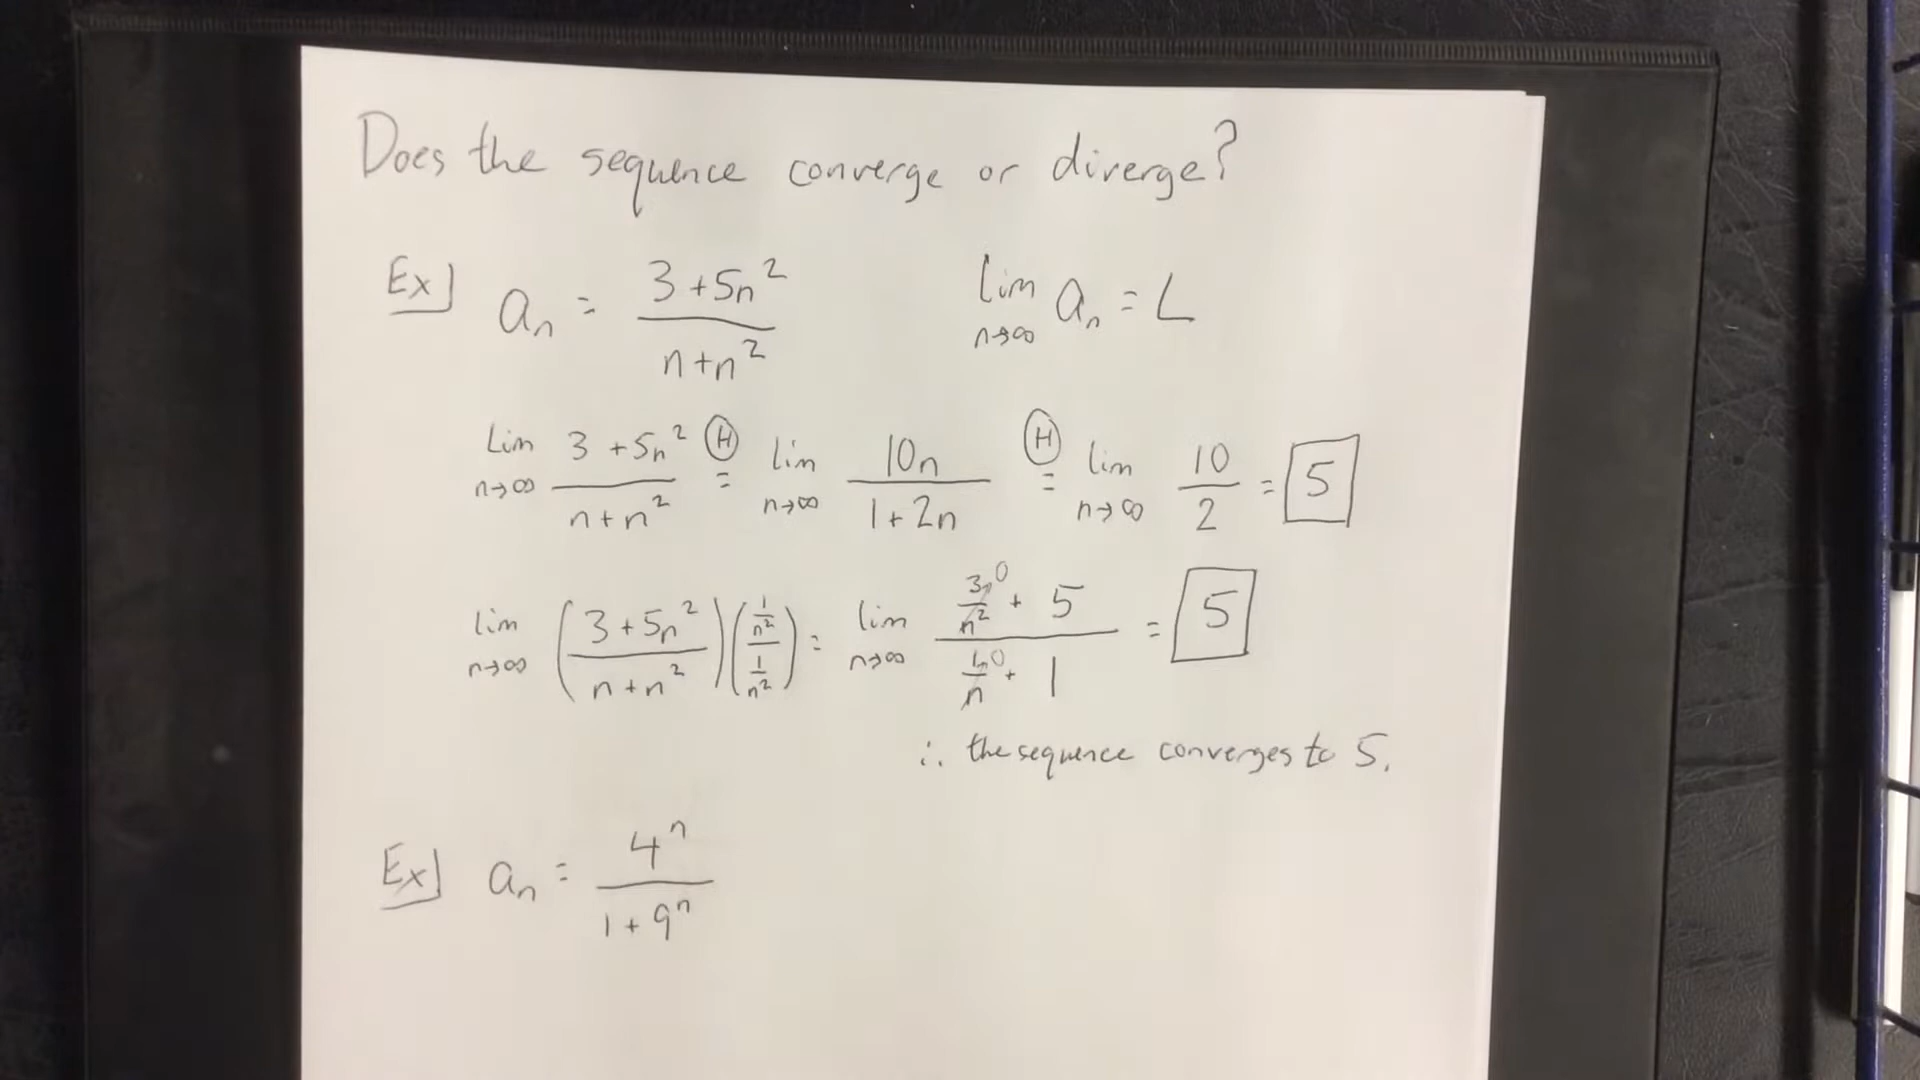 Does the sequence converge or diverge?
Ex] aₙ = (3+5n²)/(n+n²)    lim n→∞ aₙ = L
lim n→∞ (3+5n²)/(n+n²) Ⓗ= lim n→∞ 10n/(1+2n) Ⓗ= lim n→∞ 10/2 = 5
lim n→∞ ((3+5n²)/(n+n²)) ((1/n²)/(1/n²)) = lim n→∞ (3/n²⁰ + 5)/(1/n⁰ + 1) = 5
∴ the sequence converges to 5.
Ex] aₙ = 4ⁿ/(1+9ⁿ)